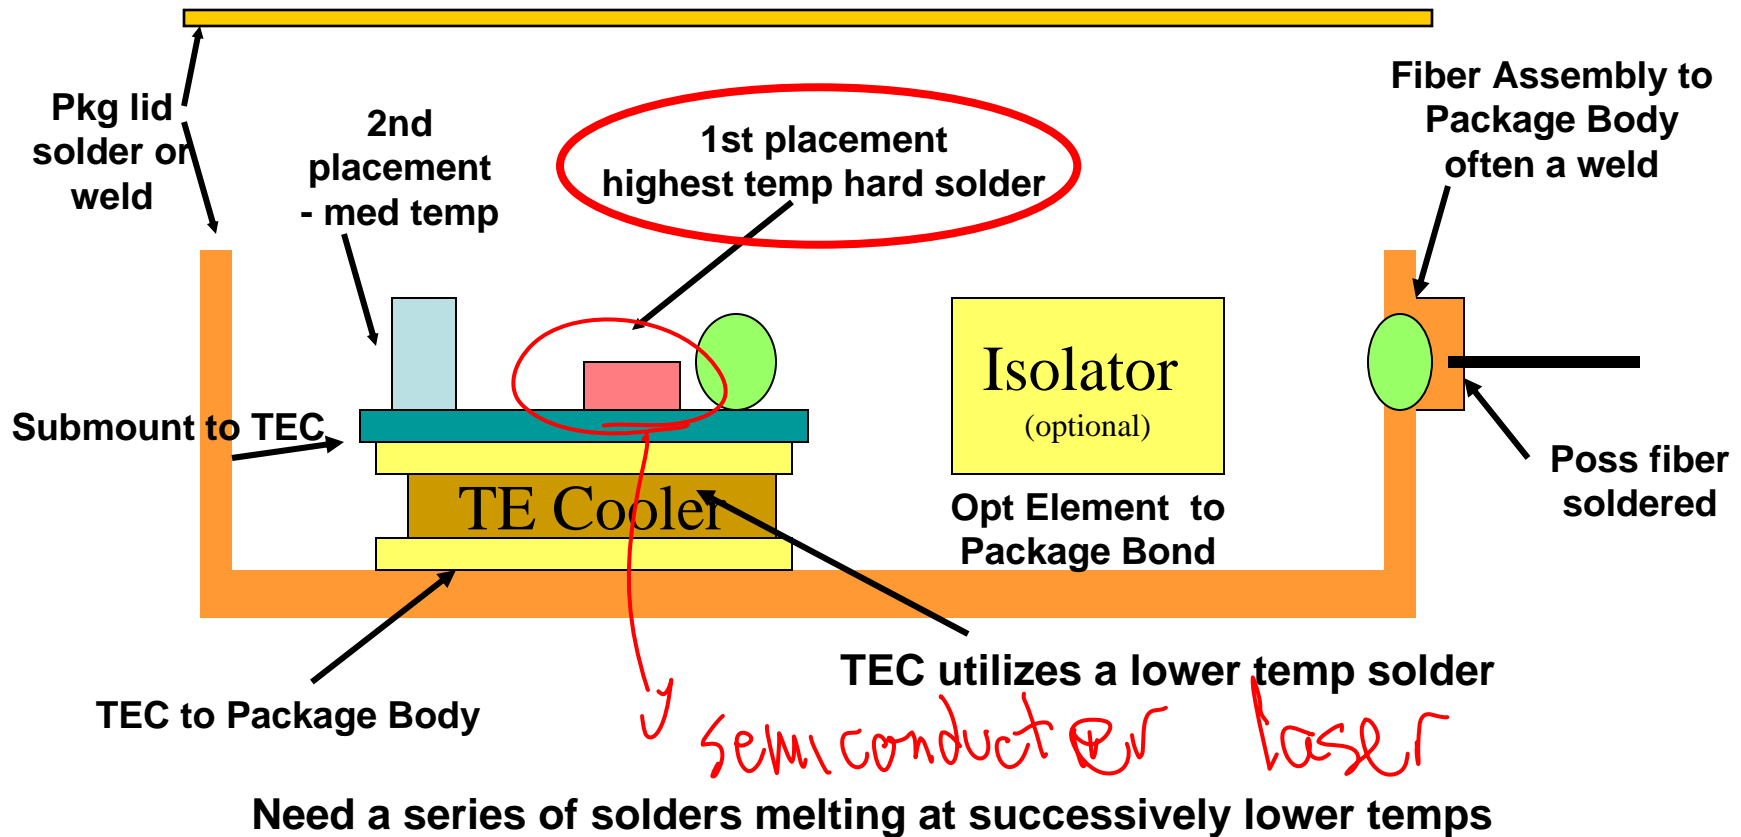 Pkg lid
solder or
weld
2nd
placement
- med temp
1st placement
highest temp hard solder
Fiber Assembly to
Package Body
often a weld
Submount to TEC
TE Cooler
Isolator
(optional)
Opt Element to
Package Bond
Poss fiber
soldered
TEC utilizes a lower temp solder
TEC to Package Body
semiconductor laser
Need a series of solders melting at successively lower temps